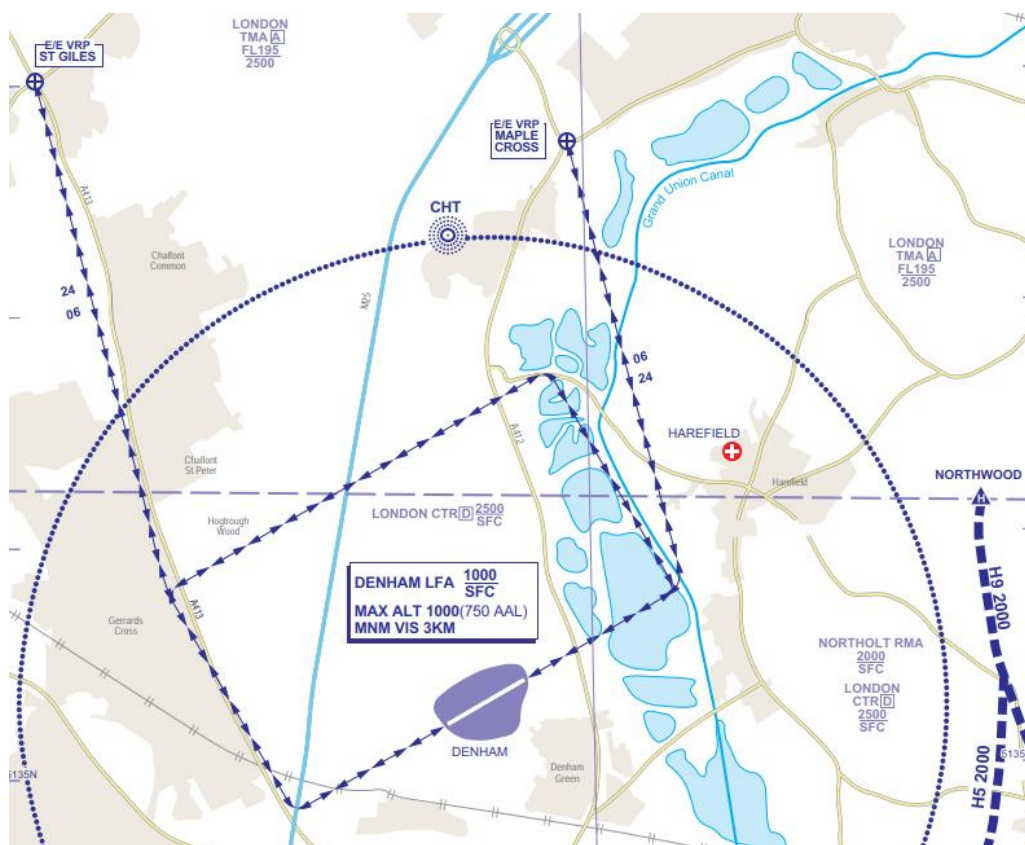 LONDON
TMA A
FL195
2500
E/E VRP
ST GILES
E/E VRP
MAPLE
CROSS
Grand Union Canal
A413
CHT
Chalfont
Common
LONDON
TMA A
FL195
2500
24
06
M25
06
24
A412
HAREFIELD
Chalfont
St Peter
Harefield
NORTHWOOD
H
LONDON CTR D 2500
SFC
Hogtrough
Wood
DENHAM LFA 1000
SFC
MAX ALT 1000(750 AAL)
MNM VIS 3KM
A413
Gerrards
Cross
H9 2000
NORTHOLT RMA
2000
SFC
LONDON
CTR D
2500
SFC
DENHAM
Denham
Green
H5 2000
5135N
5135